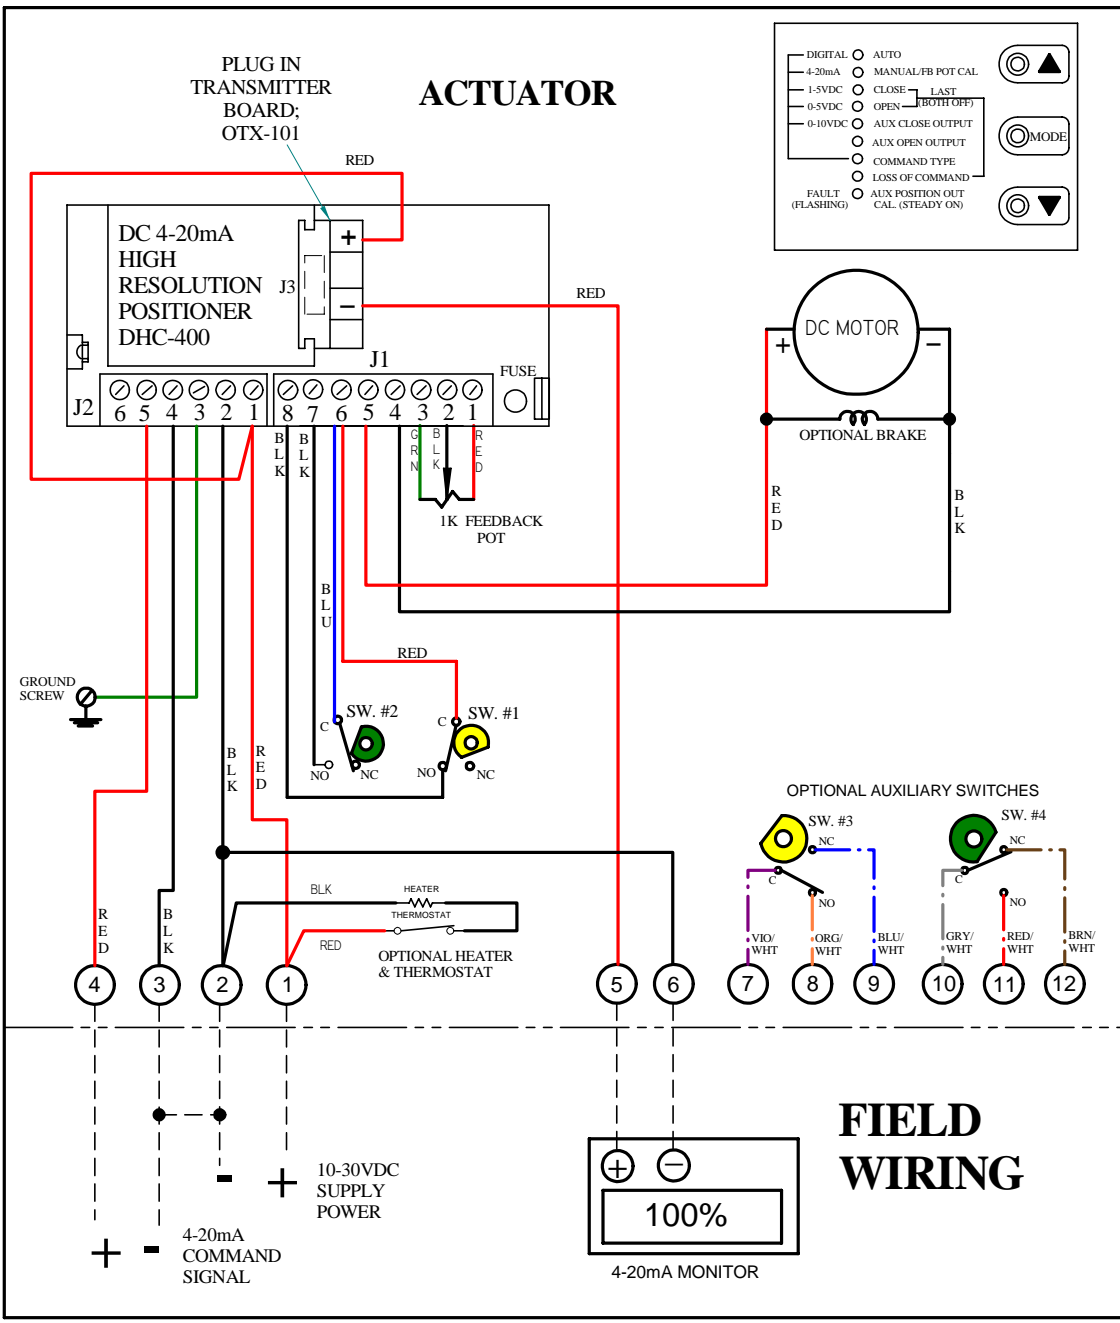 PLUG IN
TRANSMITTER
BOARD;
OTX-101
ACTUATOR
DIGITAL
AUTO
4-20mA
MANUAL/FB POT CAL
1-5VDC
CLOSE
LAST
0-5VDC
OPEN
(BOTH OFF)
0-10VDC
AUX CLOSE OUTPUT
AUX OPEN OUTPUT
COMMAND TYPE
LOSS OF COMMAND
FAULT
(FLASHING)
AUX POSITION OUT
CAL. (STEADY ON)
MODE
RED
DC 4-20mA
HIGH
RESOLUTION
POSITIONER
DHC-400
J3
+
−
RED
J1
FUSE
J2
6 5 4 3 2 1
8 7 6 5 4 3 2 1
DC MOTOR
+
−
OPTIONAL BRAKE
BLK
BLK
GRN
BLK
RED
1K FEEDBACK
POT
RED
BLK
BLU
RED
GROUND
SCREW
C
SW. #2
NO
NC
C
SW. #1
NO
NC
BLK
RED
OPTIONAL AUXILIARY SWITCHES
SW. #3
NC
C
NO
SW. #4
NC
C
NO
RED
BLK
BLK
HEATER
THERMOSTAT
RED
OPTIONAL HEATER
& THERMOSTAT
VIO/
WHT
ORG/
WHT
BLU/
WHT
GRY/
WHT
RED/
WHT
BRN/
WHT
4 3 2 1 5 6 7 8 9 10 11 12
FIELD
WIRING
-
+
10-30VDC
SUPPLY
POWER
+
-
4-20mA
COMMAND
SIGNAL
+
−
100%
4-20mA MONITOR